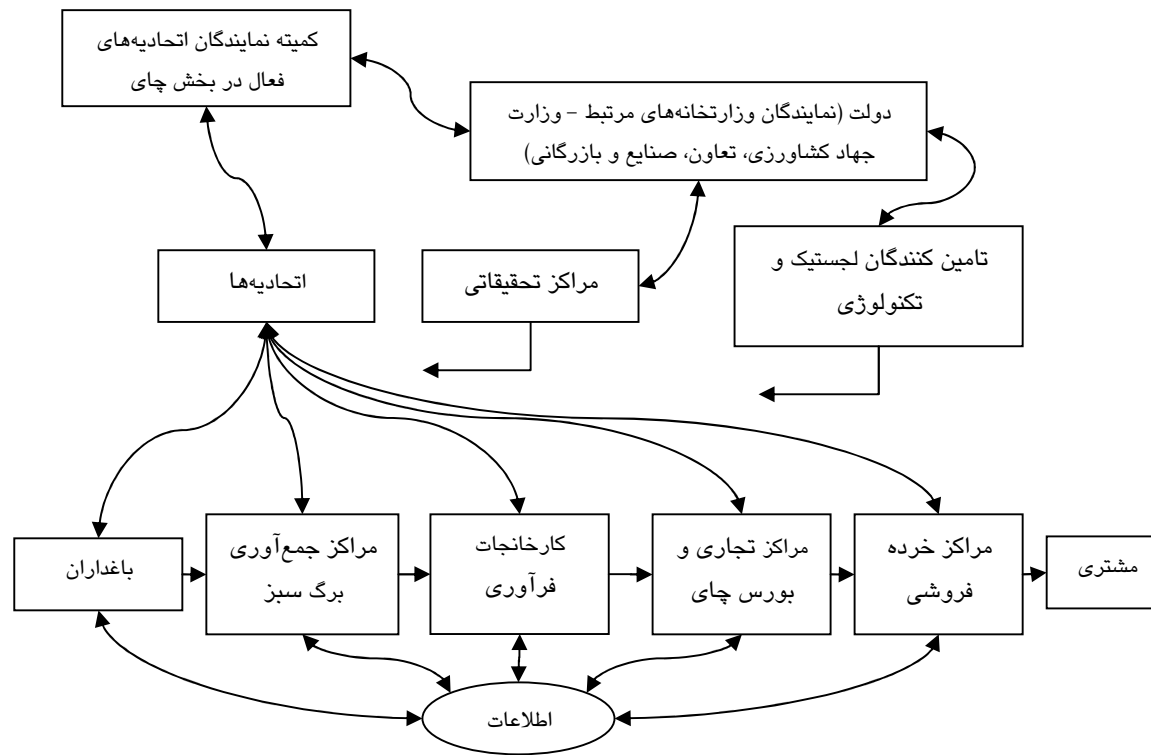 کمیته نمایندگان اتحادیه‌های
فعال در بخش چای
دولت (نمایندگان وزارتخانه‌های مرتبط – وزارت
جهاد کشاورزی، تعاون، صنایع و بازرگانی)
تامین کنندگان لجستیک و
تکنولوژی
مراکز تحقیقاتی
اتحادیه‌ها
باغداران
مراکز جمع‌آوری
برگ سبز
کارخانجات
فرآوری
مراکز تجاری و
بورس چای
مراکز خرده
فروشی
مشتری
اطلاعات